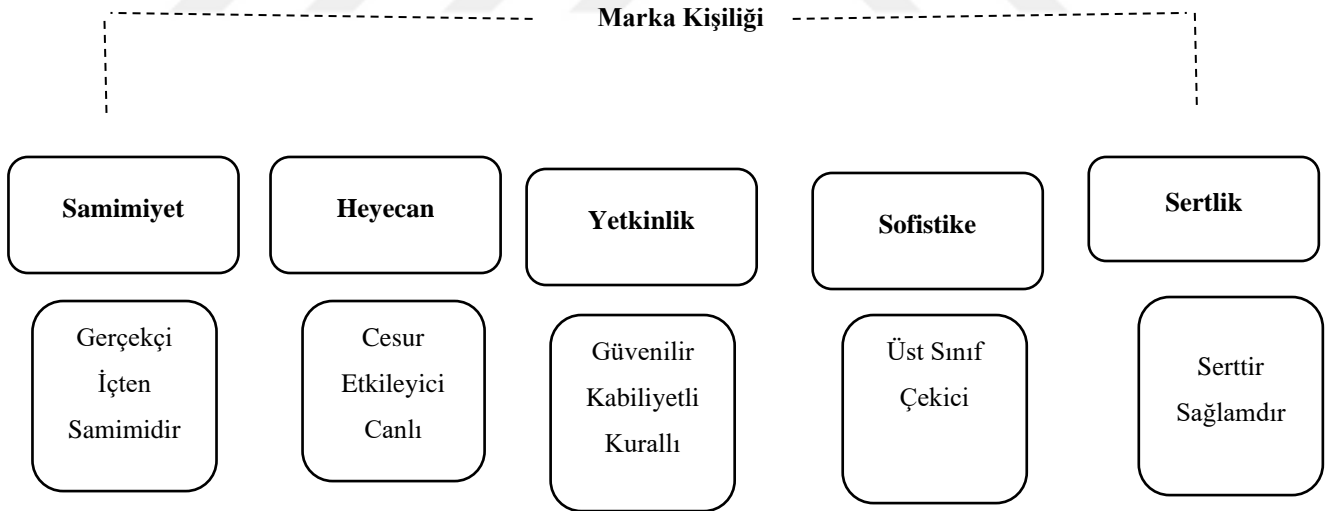 Marka Kişiliği
Samimiyet
Heyecan
Yetkinlik
Sofistike
Sertlik
Gerçekçi
İçten
Samimidir
Cesur
Etkileyici
Canlı
Güvenilir
Kabiliyetli
Kurallı
Üst Sınıf
Çekici
Serttir
Sağlamdır